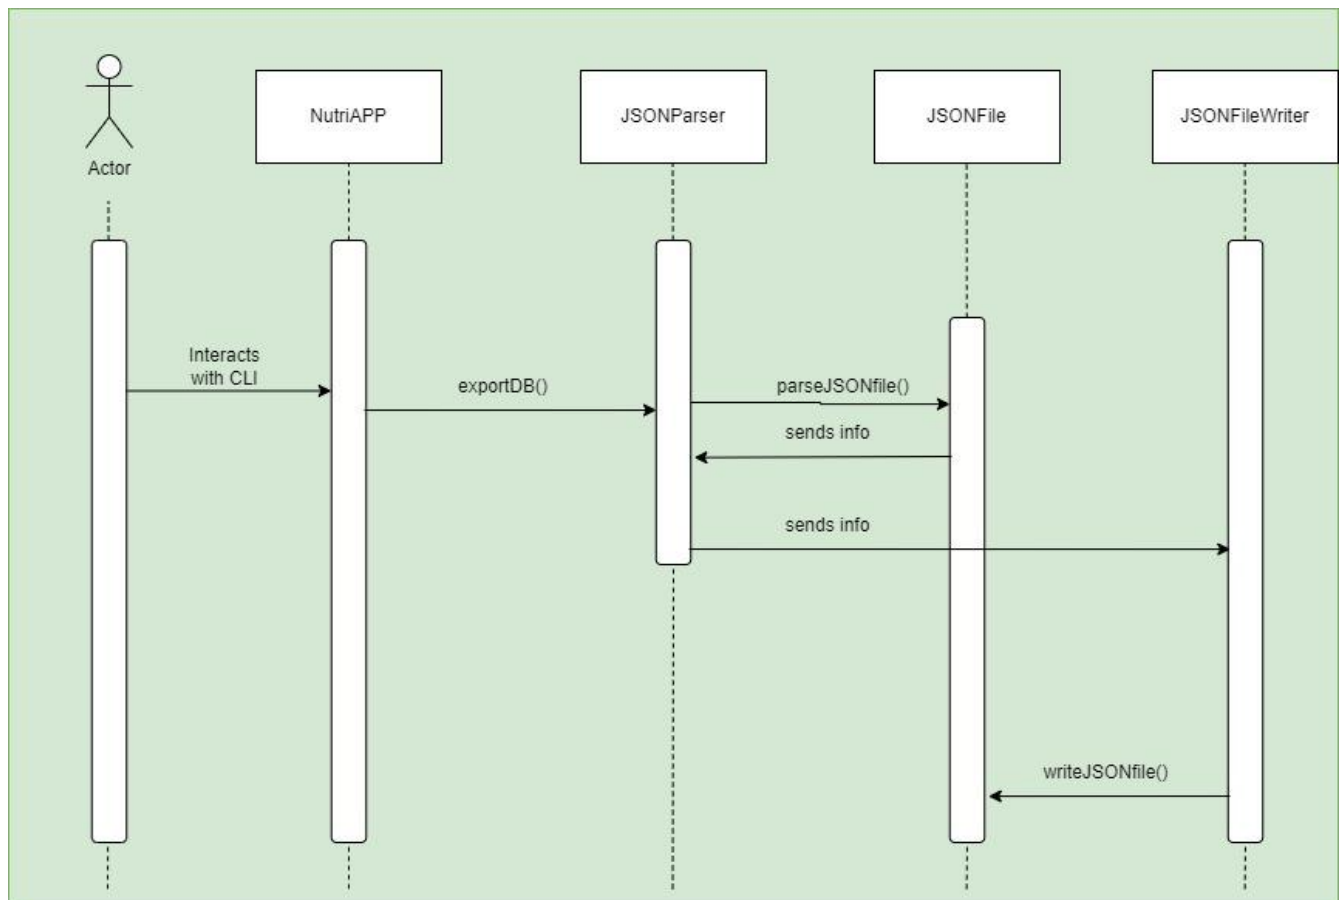 Actor
NutriAPP
JSONParser
JSONFile
JSONFileWriter
Interacts
with CLI
exportDB()
parseJSONfile()
sends info
sends info
writeJSONfile()